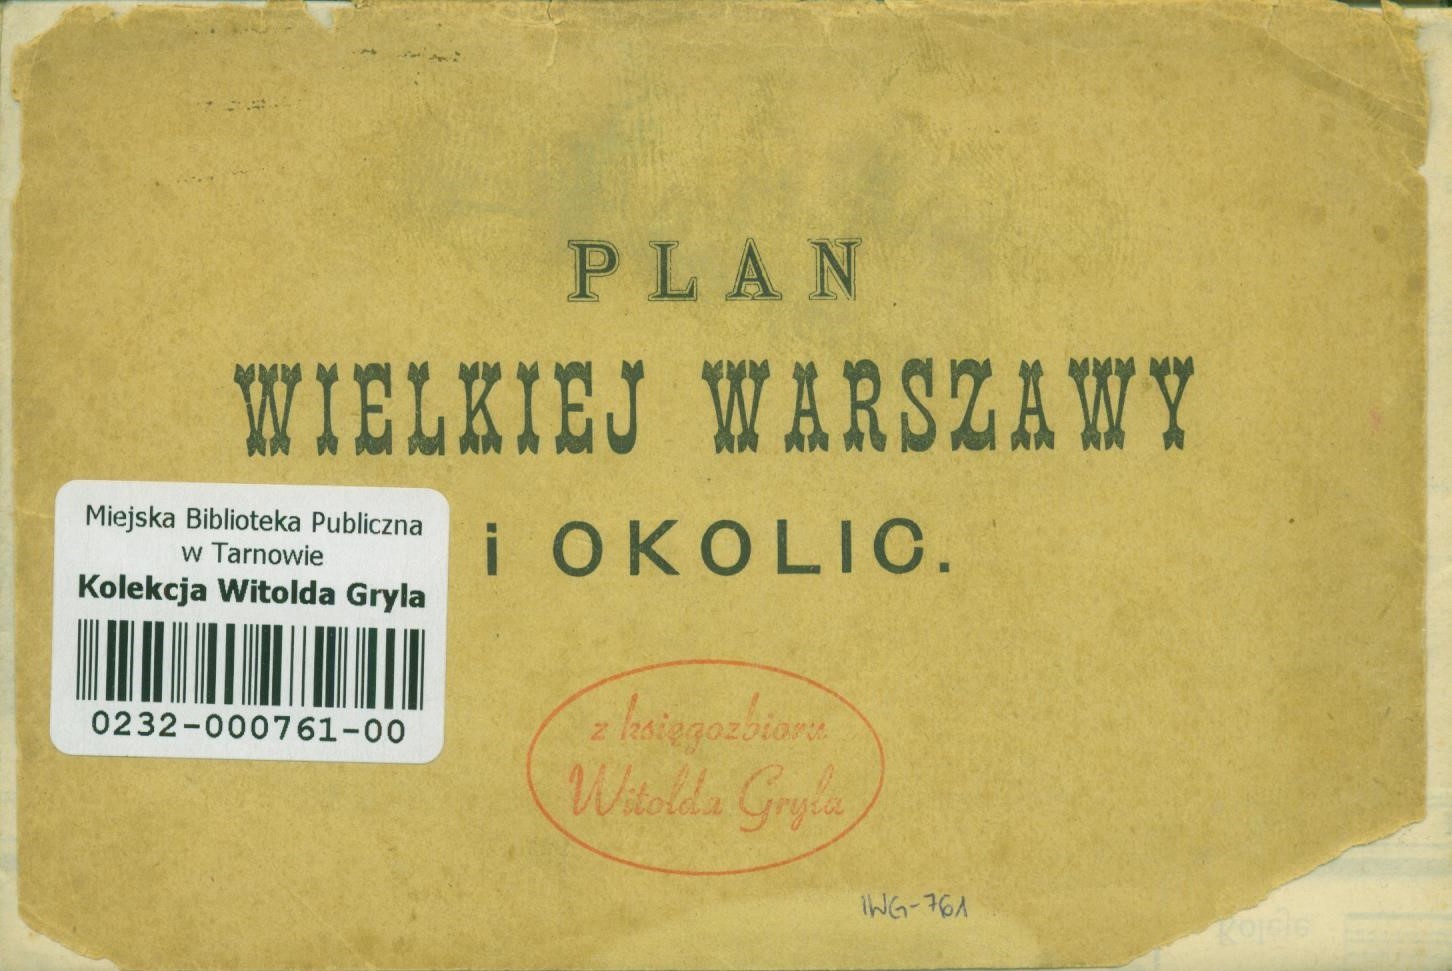 PLAN
WIELKIEJ WARSZAWY
i OKOLIC.
Miejska Biblioteka Publiczna
w Tarnowie
Kolekcja Witolda Gryla
0232-000761-00
z księgozbioru
Witolda Gryla
IWG-761
Koleje